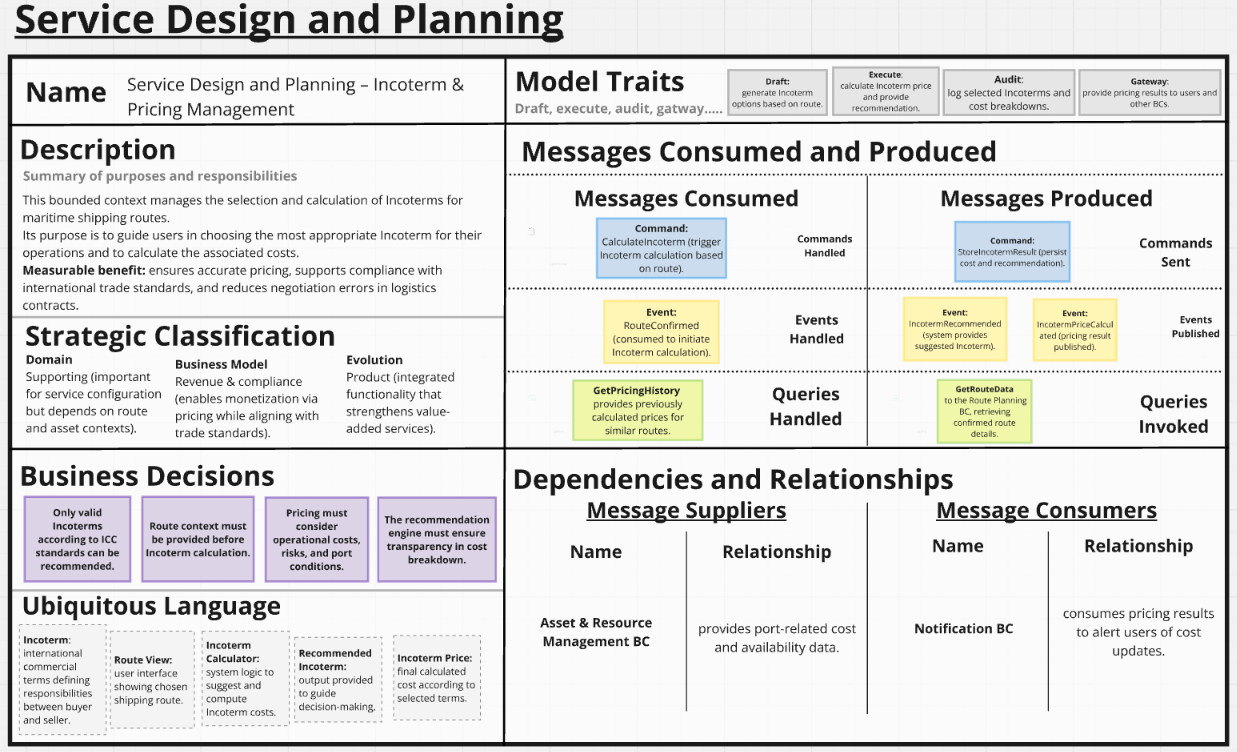 Service Design and Planning
Name
Service Design and Planning – Incoterm &
Pricing Management
Model Traits
Draft, execute, audit, gatway.....
Draft:
generate Incoterm
options based on route.
Execute:
calculate Incoterm price
and provide
recommendation.
Audit:
log selected Incoterms and
cost breakdowns.
Gateway:
provide pricing results to users and
other BCs.
Description
Summary of purposes and responsibilities
This bounded context manages the selection and calculation of Incoterms for
maritime shipping routes.
Its purpose is to guide users in choosing the most appropriate Incoterm for their
operations and to calculate the associated costs.
Measurable benefit: ensures accurate pricing, supports compliance with
international trade standards, and reduces negotiation errors in logistics
contracts.
Strategic Classification
Domain
Supporting (important
for service configuration
but depends on route
and asset contexts).
Business Model
Revenue & compliance
(enables monetization via
pricing while aligning with
trade standards).
Evolution
Product (integrated
functionality that
strengthens value-
added services).
Messages Consumed and Produced
Messages Consumed
Command:
CalculateIncoterm (trigger
Incoterm calculation based
on route).
Commands
Handled
Event:
RouteConfirmed
(consumed to initiate
Incoterm calculation).
Events
Handled
GetPricingHistory
provides previously
calculated prices for
similar routes.
Queries
Handled
Messages Produced
Command:
StoreIncotermResult (persist
cost and recommendation).
Commands
Sent
Event:
IncotermRecommended
(system provides
suggested Incoterm).
Event:
IncotermPriceCalcul
ated (pricing result
published).
Events
Published
GetRouteData
to the Route Planning
BC, retrieving
confirmed route
details.
Queries
Invoked
Business Decisions
Only valid
Incoterms
according to ICC
standards can be
recommended.
Route context must
be provided before
Incoterm calculation.
Pricing must
consider
operational costs,
risks, and port
conditions.
The recommendation
engine must ensure
transparency in cost
breakdown.
Ubiquitous Language
Incoterm:
international
commercial
terms defining
responsibilities
between buyer
and seller.
Route View:
user interface
showing chosen
shipping route.
Incoterm
Calculator:
system logic to
suggest and
compute
Incoterm costs.
Recommended
Incoterm:
output provided
to guide
decision-making.
Incoterm Price:
final calculated
cost according to
selected terms.
Dependencies and Relationships
Message Suppliers
Name
Relationship
Asset & Resource
Management BC
provides port-related cost
and availability data.
Message Consumers
Name
Relationship
Notification BC
consumes pricing results
to alert users of cost
updates.